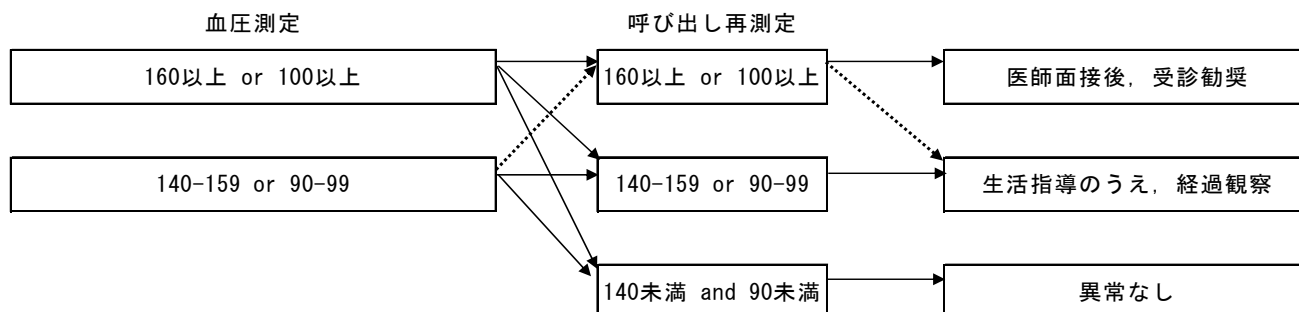 血圧測定
呼び出し再測定
160以上 or 100以上
160以上 or 100以上
医師面接後，受診勧奨
140-159 or 90-99
140-159 or 90-99
生活指導のうえ，経過観察
140未満 and 90未満
異常なし